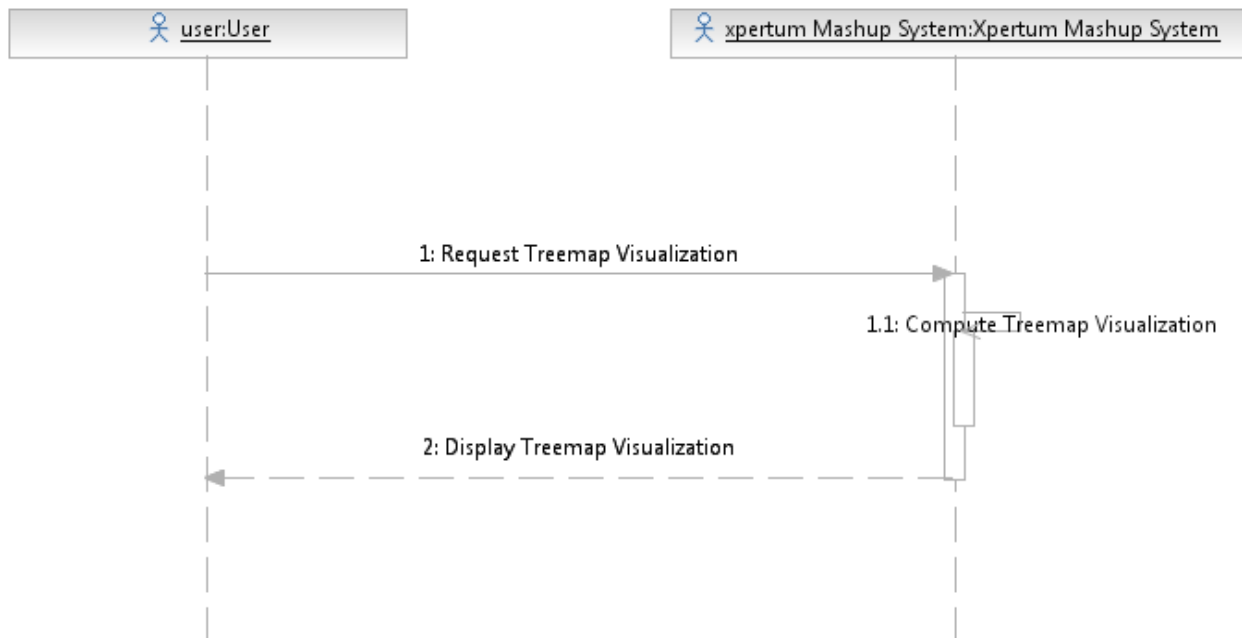 user:User
xpertum Mashup System:Xpertum Mashup System
1: Request Treemap Visualization
1.1: Compute Treemap Visualization
2: Display Treemap Visualization